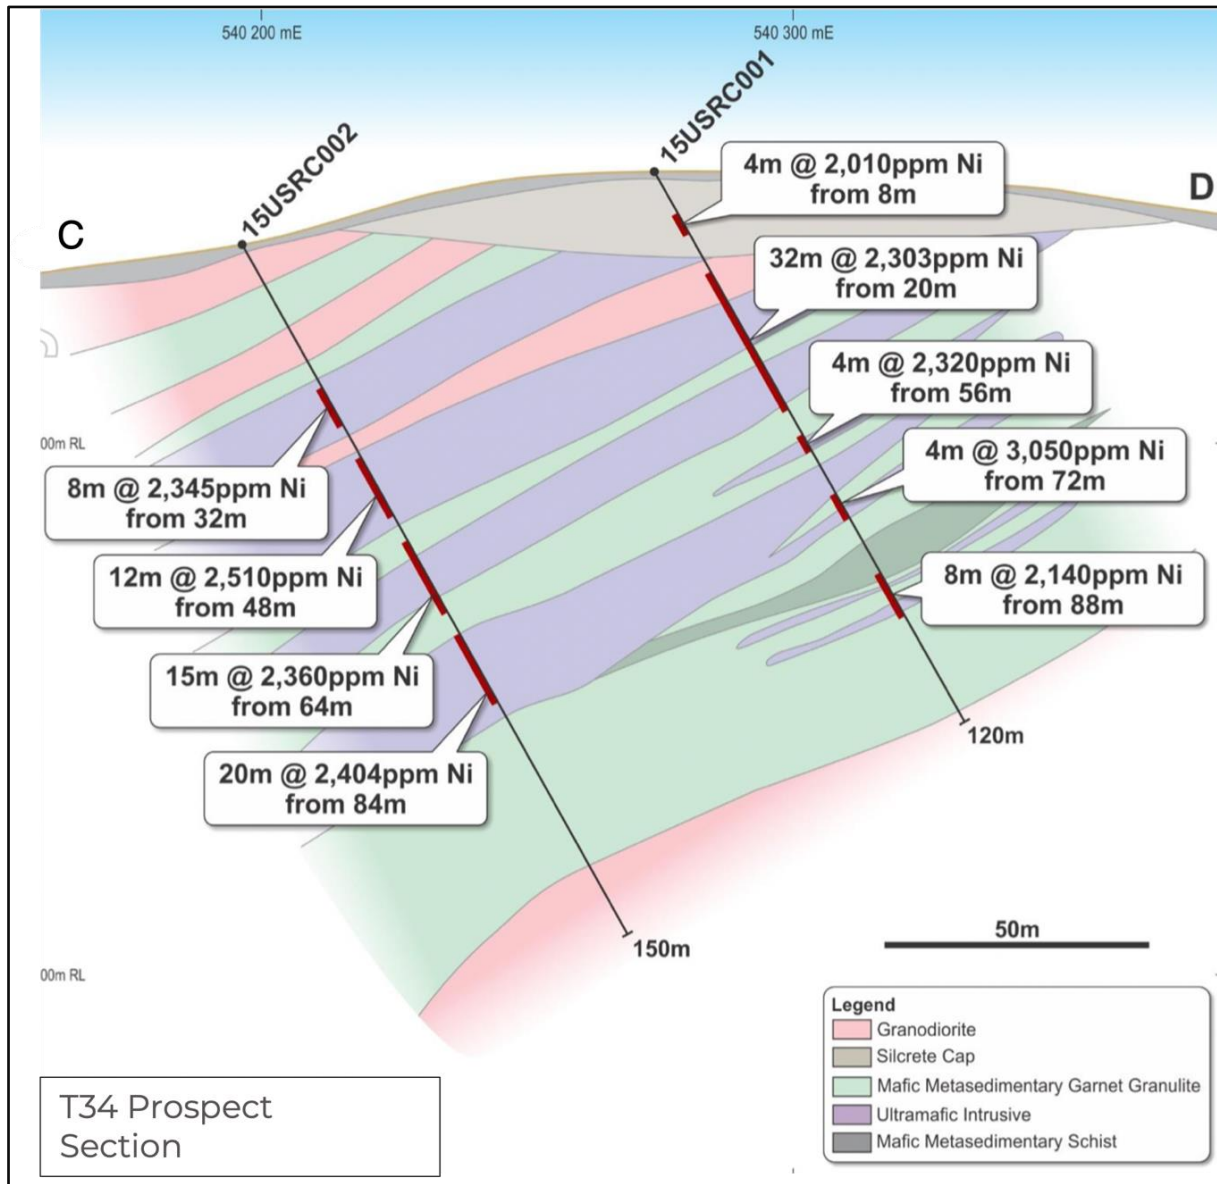 540 200 mE
540 300 mE
15USRC002
15USRC001
C
D
4m @ 2,010ppm Ni
from 8m
32m @ 2,303ppm Ni
from 20m
4m @ 2,320ppm Ni
from 56m
4m @ 3,050ppm Ni
from 72m
8m @ 2,140ppm Ni
from 88m
00m RL
8m @ 2,345ppm Ni
from 32m
12m @ 2,510ppm Ni
from 48m
15m @ 2,360ppm Ni
from 64m
20m @ 2,404ppm Ni
from 84m
120m
150m
50m
00m RL
Legend
Granodiorite
Silcrete Cap
Mafic Metasedimentary Garnet Granulite
Ultramafic Intrusive
Mafic Metasedimentary Schist
T34 Prospect
Section